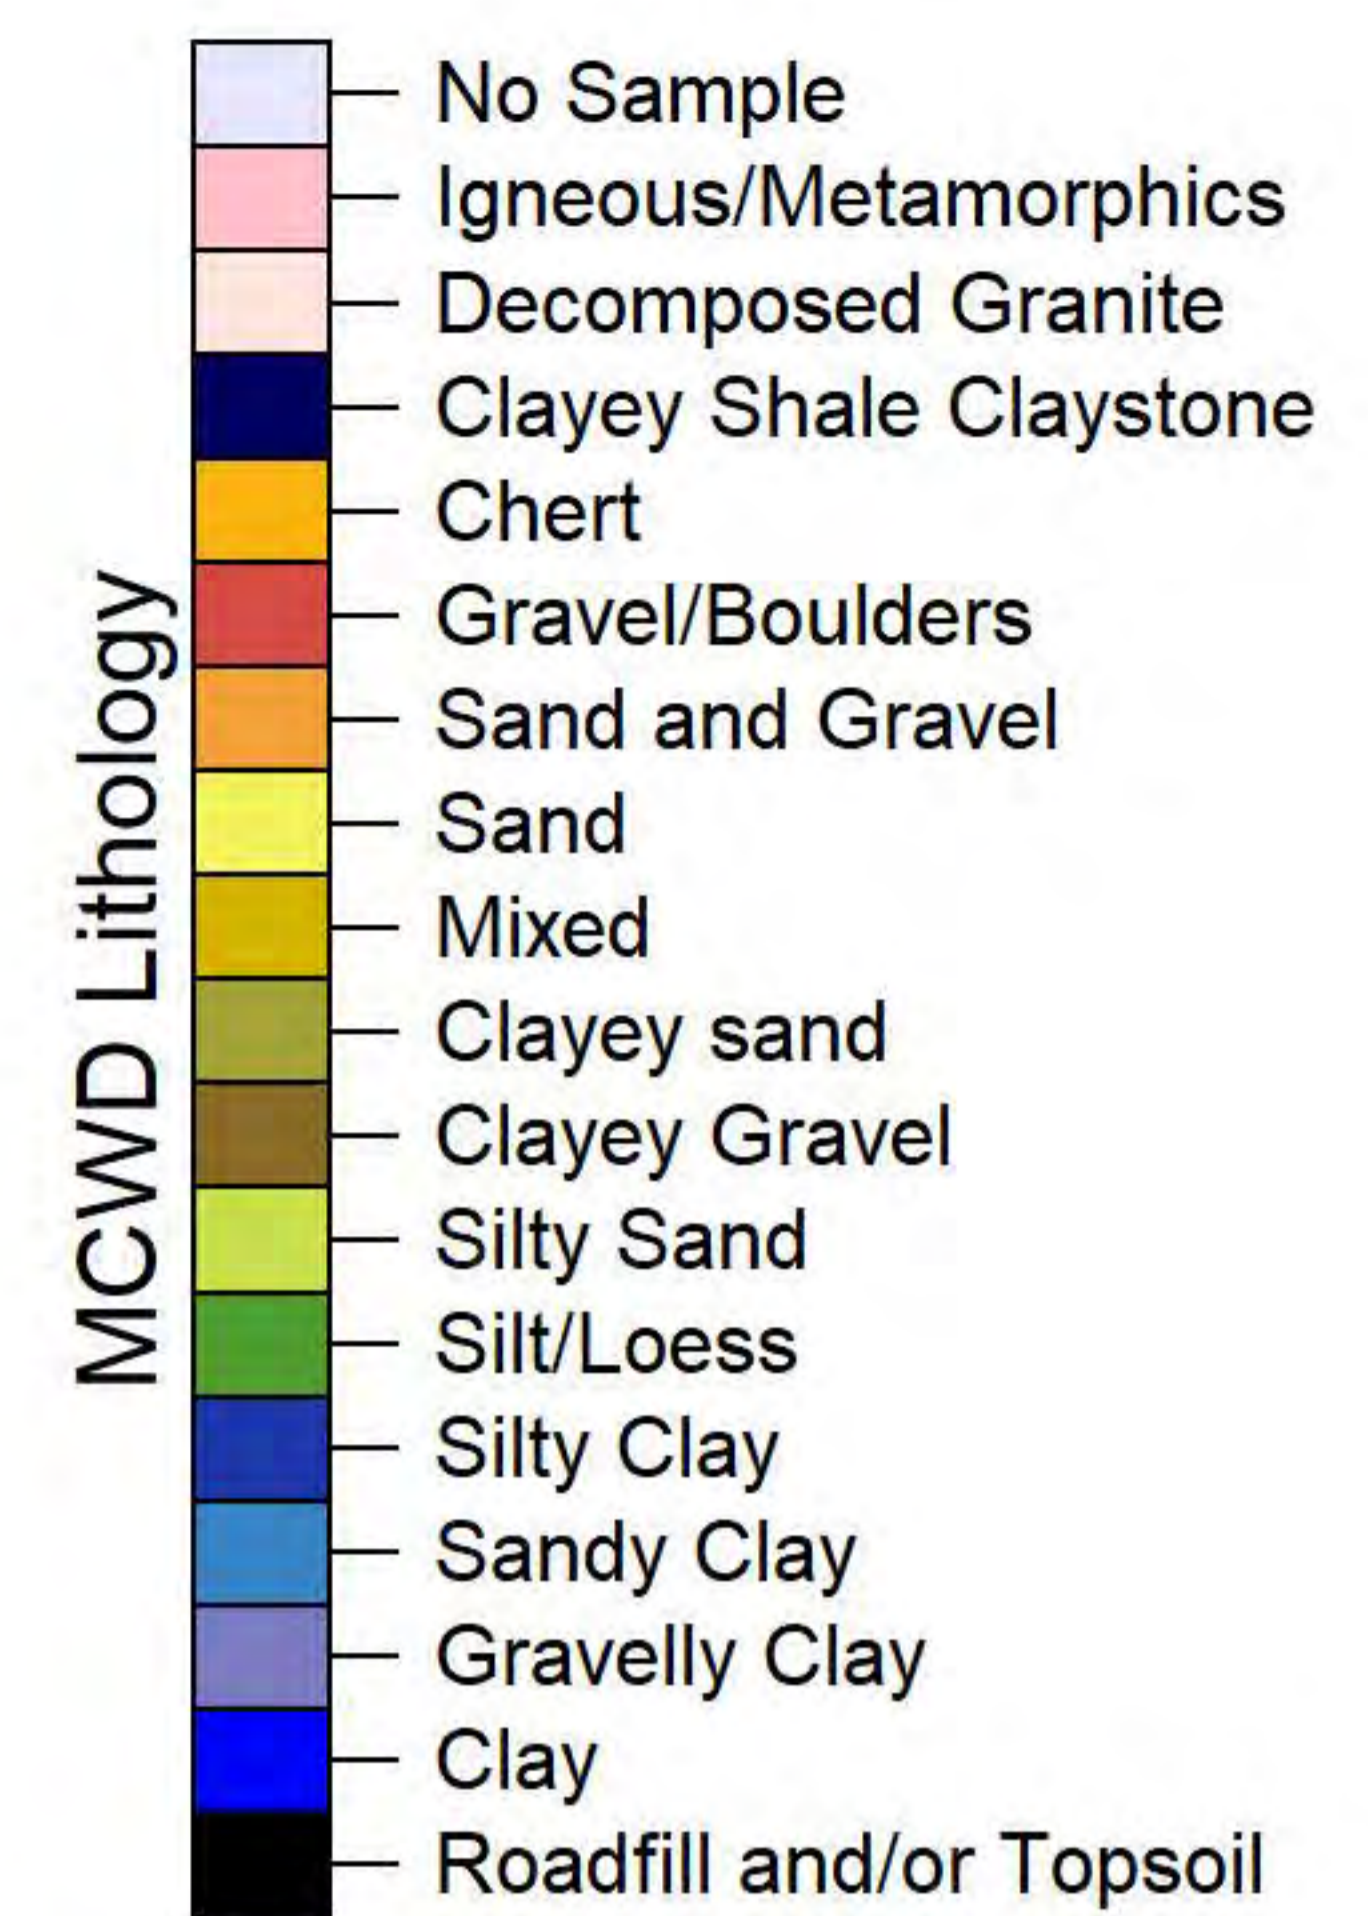 MCWD Lithology
No Sample
Igneous/Metamorphics
Decomposed Granite
Clayey Shale Claystone
Chert
Gravel/Boulders
Sand and Gravel
Sand
Mixed
Clayey sand
Clayey Gravel
Silty Sand
Silt/Loess
Silty Clay
Sandy Clay
Gravelly Clay
Clay
Roadfill and/or Topsoil